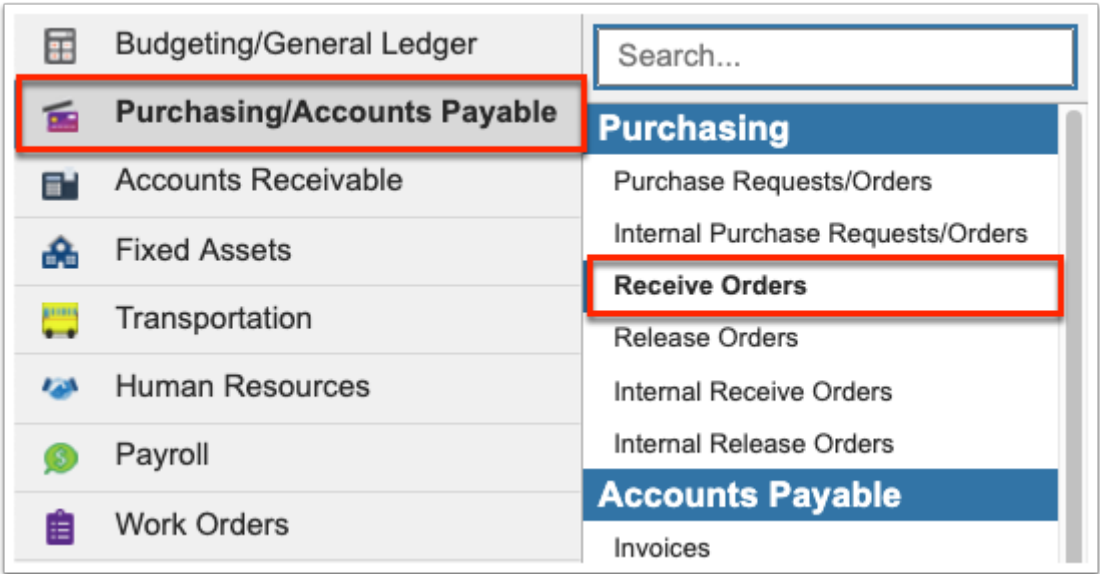 Budgeting/General Ledger
Purchasing/Accounts Payable
Accounts Receivable
Fixed Assets
Transportation
Human Resources
Payroll
Work Orders
Search...
Purchasing
Purchase Requests/Orders
Internal Purchase Requests/Orders
Receive Orders
Release Orders
Internal Receive Orders
Internal Release Orders
Accounts Payable
Invoices